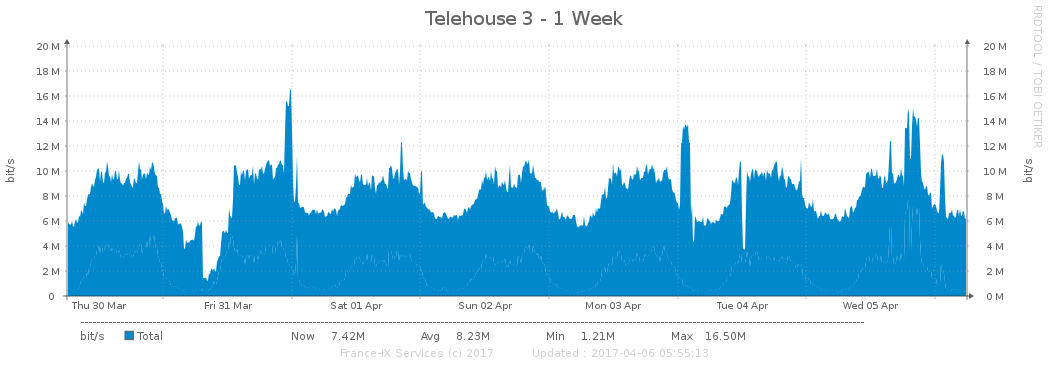 Telehouse 3 - 1 Week
RRDTOOL / TOBI OETIKER
bit/s
bit/s
20 M 20 M
18 M 18 M
16 M 16 M
14 M 14 M
12 M 12 M
10 M 10 M
8 M 8 M
6 M 6 M
4 M 4 M
2 M 2 M
0 0 M
Thu 30 Mar Fri 31 Mar Sat 01 Apr Sun 02 Apr Mon 03 Apr Tue 04 Apr Wed 05 Apr
bit/s Total Now 7.42M Avg 8.23M Min 1.21M Max 16.50M
France-IX Services (c) 2017 Updated : 2017-04-06 05:55:13